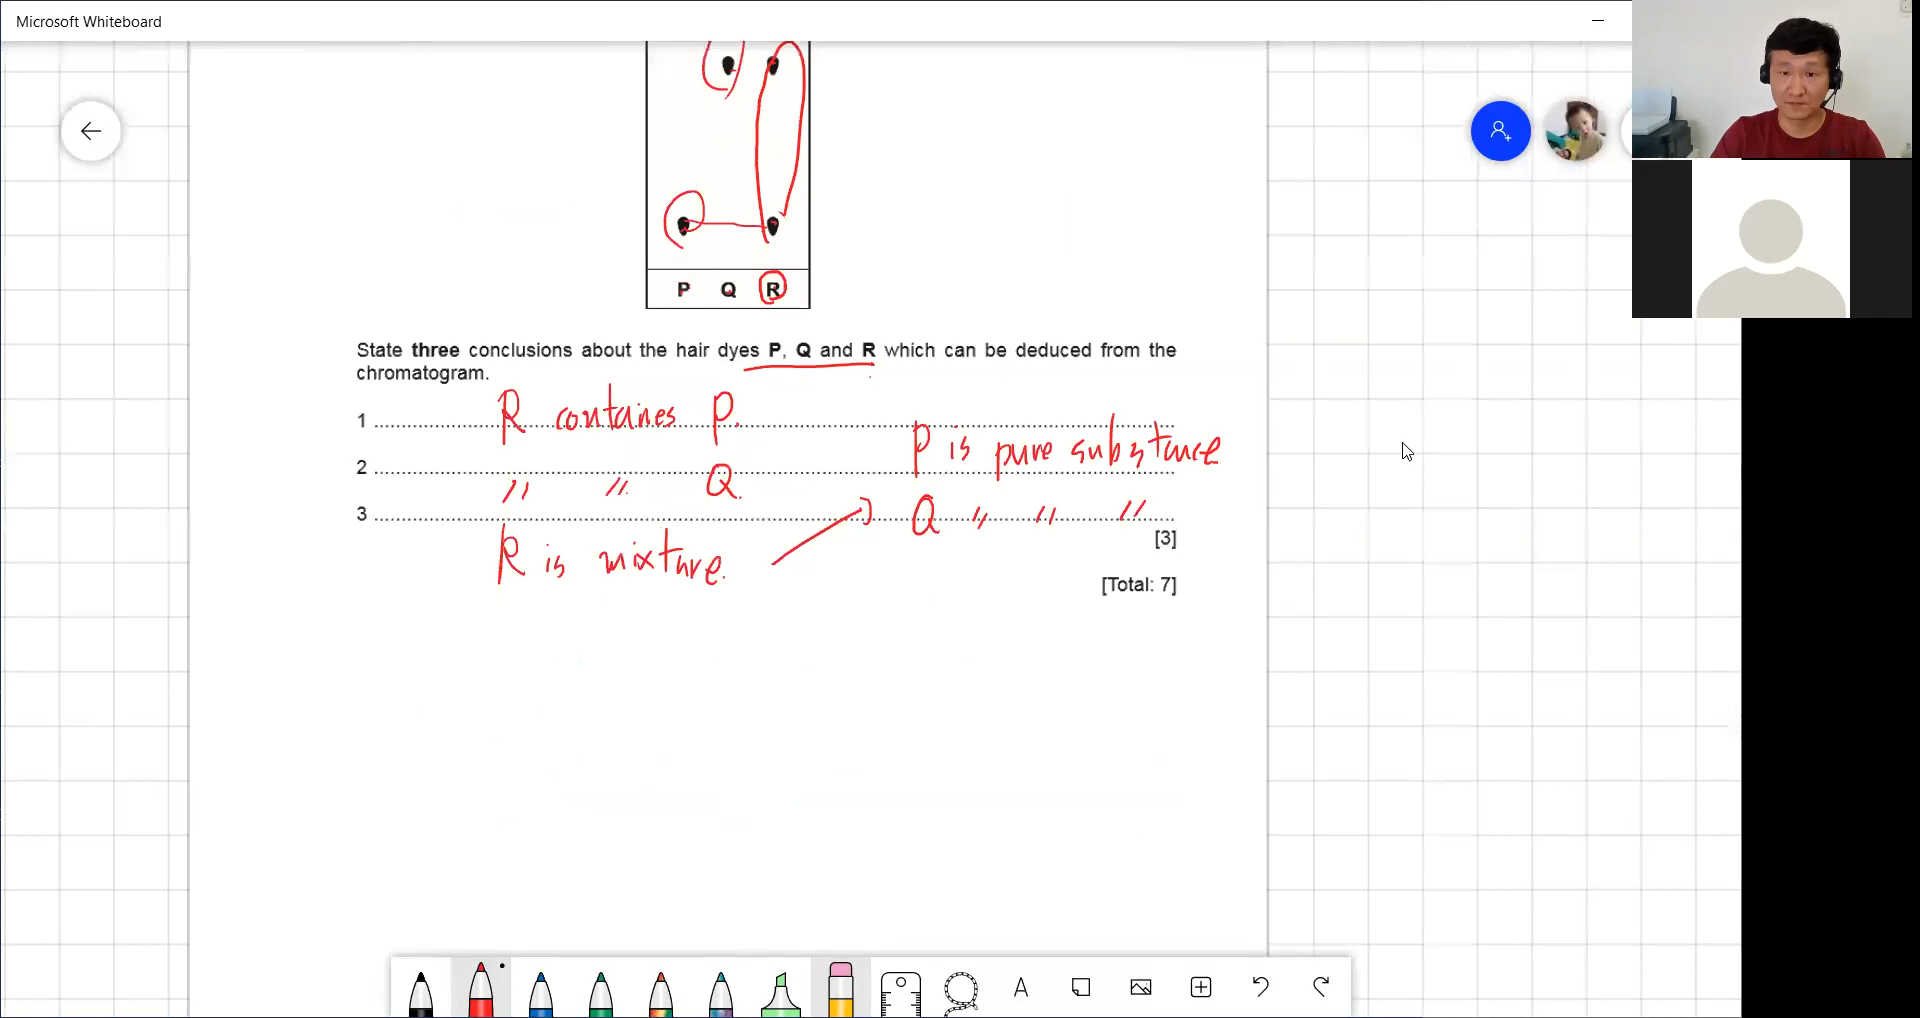 Microsoft Whiteboard
P Q R
State three conclusions about the hair dyes P, Q and R which can be deduced from the
chromatogram.
1 R containes P.
P is pure substance
2
〃 〃 Q.
3
Q 〃 〃 〃
[3]
R is mixture.
[Total: 7]